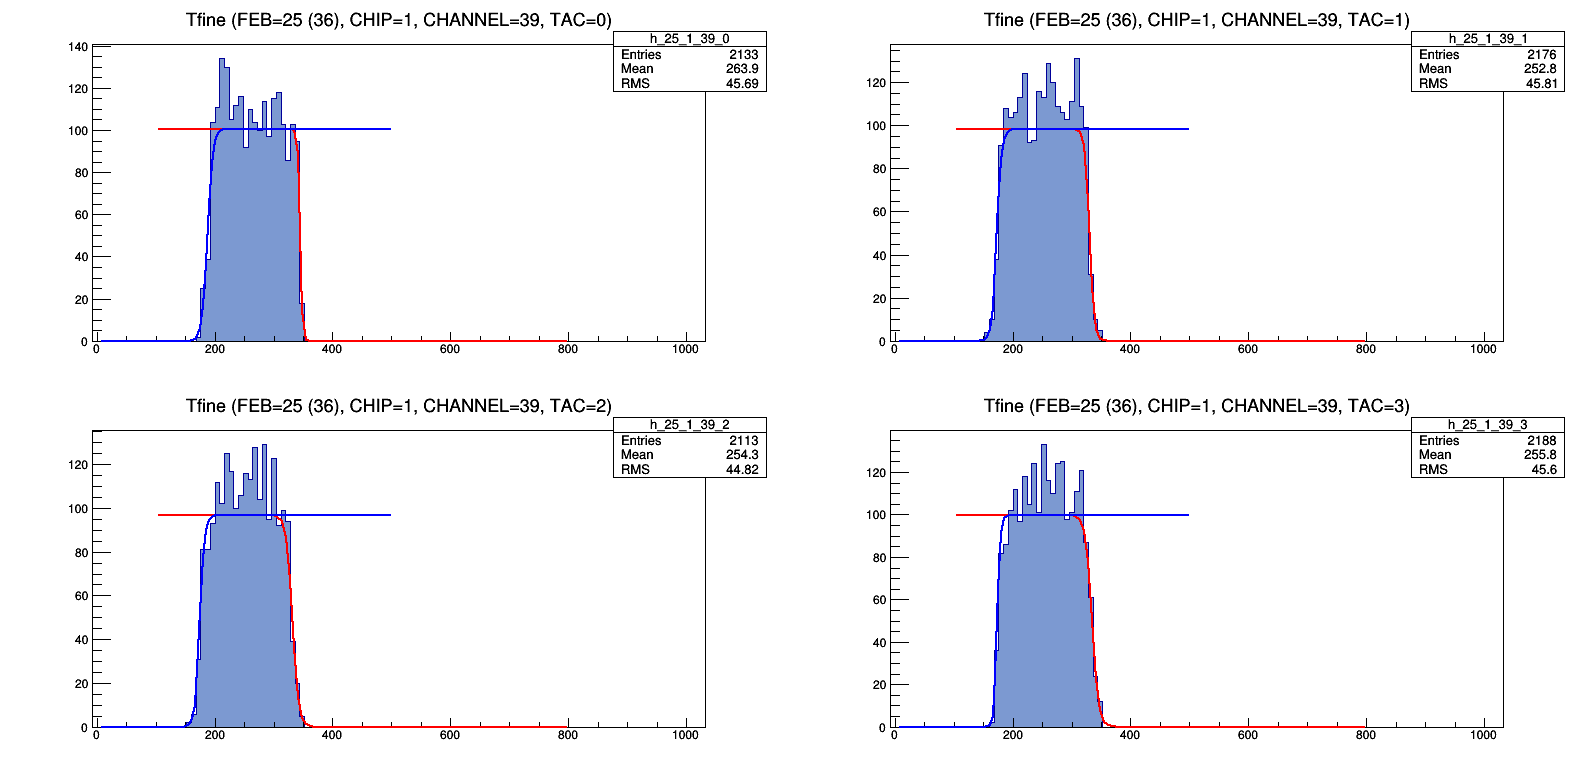 Tfine (FEB=25 (36), CHIP=1, CHANNEL=39, TAC=0)
h_25_1_39_0
Entries 2133
Mean 263.9
RMS 45.69
140
120
100
80
60
40
20
0
0 200 400 600 800 1000
Tfine (FEB=25 (36), CHIP=1, CHANNEL=39, TAC=1)
h_25_1_39_1
Entries 2176
Mean 252.8
RMS 45.81
120
100
80
60
40
20
0
0 200 400 600 800 1000
Tfine (FEB=25 (36), CHIP=1, CHANNEL=39, TAC=2)
h_25_1_39_2
Entries 2113
Mean 254.3
RMS 44.82
120
100
80
60
40
20
0
0 200 400 600 800 1000
Tfine (FEB=25 (36), CHIP=1, CHANNEL=39, TAC=3)
h_25_1_39_3
Entries 2188
Mean 255.8
RMS 45.6
120
100
80
60
40
20
0
0 200 400 600 800 1000